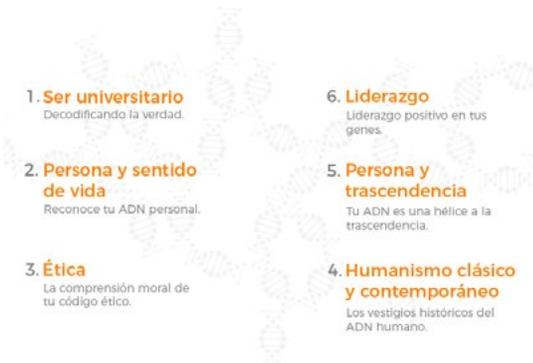 1. Ser universitario
Decodificando la verdad.
2. Persona y sentido
de vida
Reconoce tu ADN personal.
3. Ética
La comprensión moral de
tu código ético.
6. Liderazgo
Liderazgo positivo en tus
genes.
5. Persona y
trascendencia
Tu ADN es una hélice a la
trascendencia.
4. Humanismo clásico
y contemporáneo
Los vestigios históricos del
ADN humano.